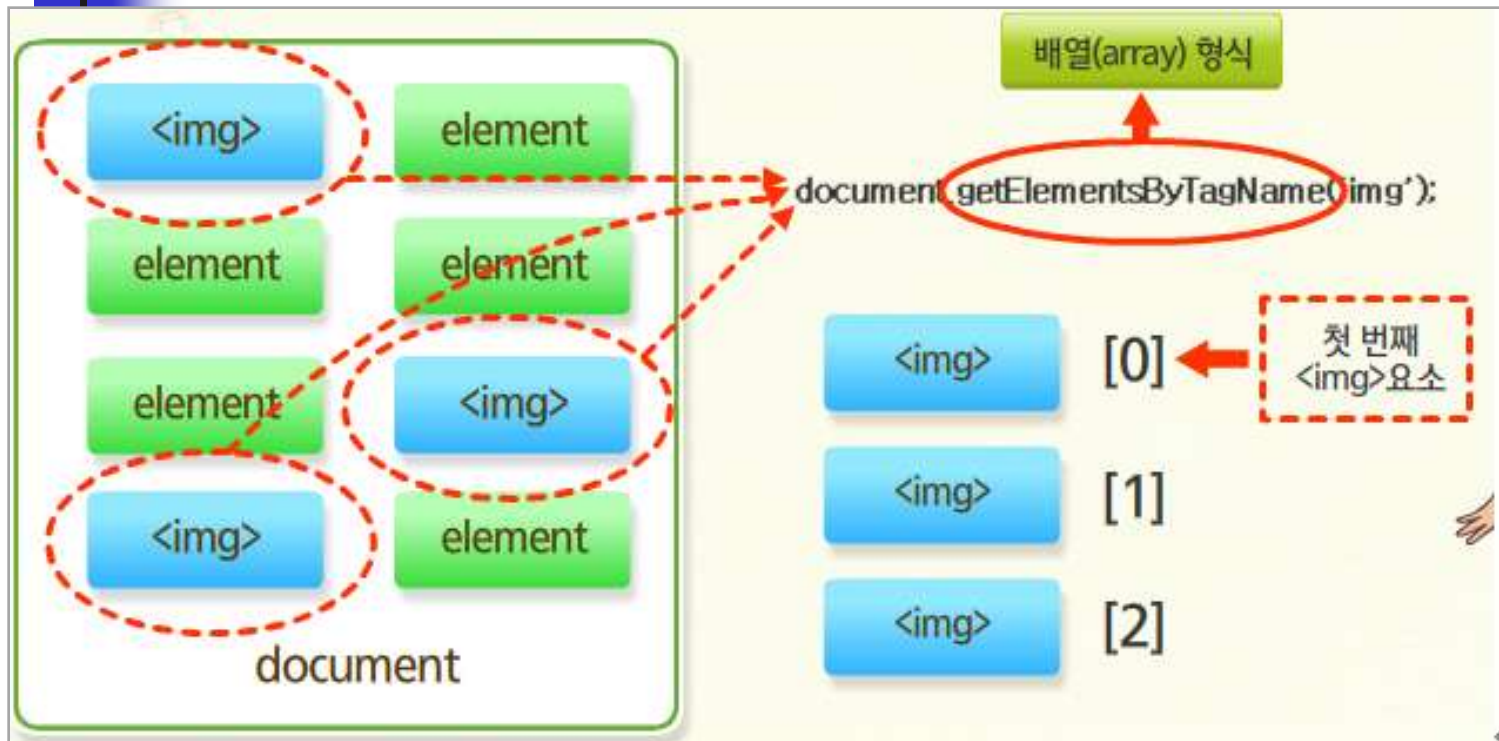 <img>
element
element
element
element
<img>
<img>
element
document
배열(array) 형식
document.getElementsByTagName('img');
<img>
[0]
첫 번째
<img>요소
<img>
[1]
<img>
[2]